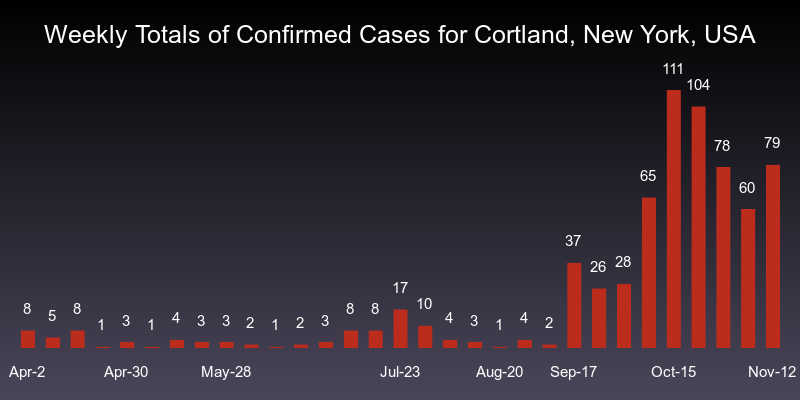 Weekly Totals of Confirmed Cases for Cortland, New York, USA
8 5 8 1 3 1 4 3 3 2 1 2 3 8 8 17 10 4 3 1 4 2 37 26 28 65 111 104 78 60 79
Apr-2 Apr-30 May-28 Jul-23 Aug-20 Sep-17 Oct-15 Nov-12